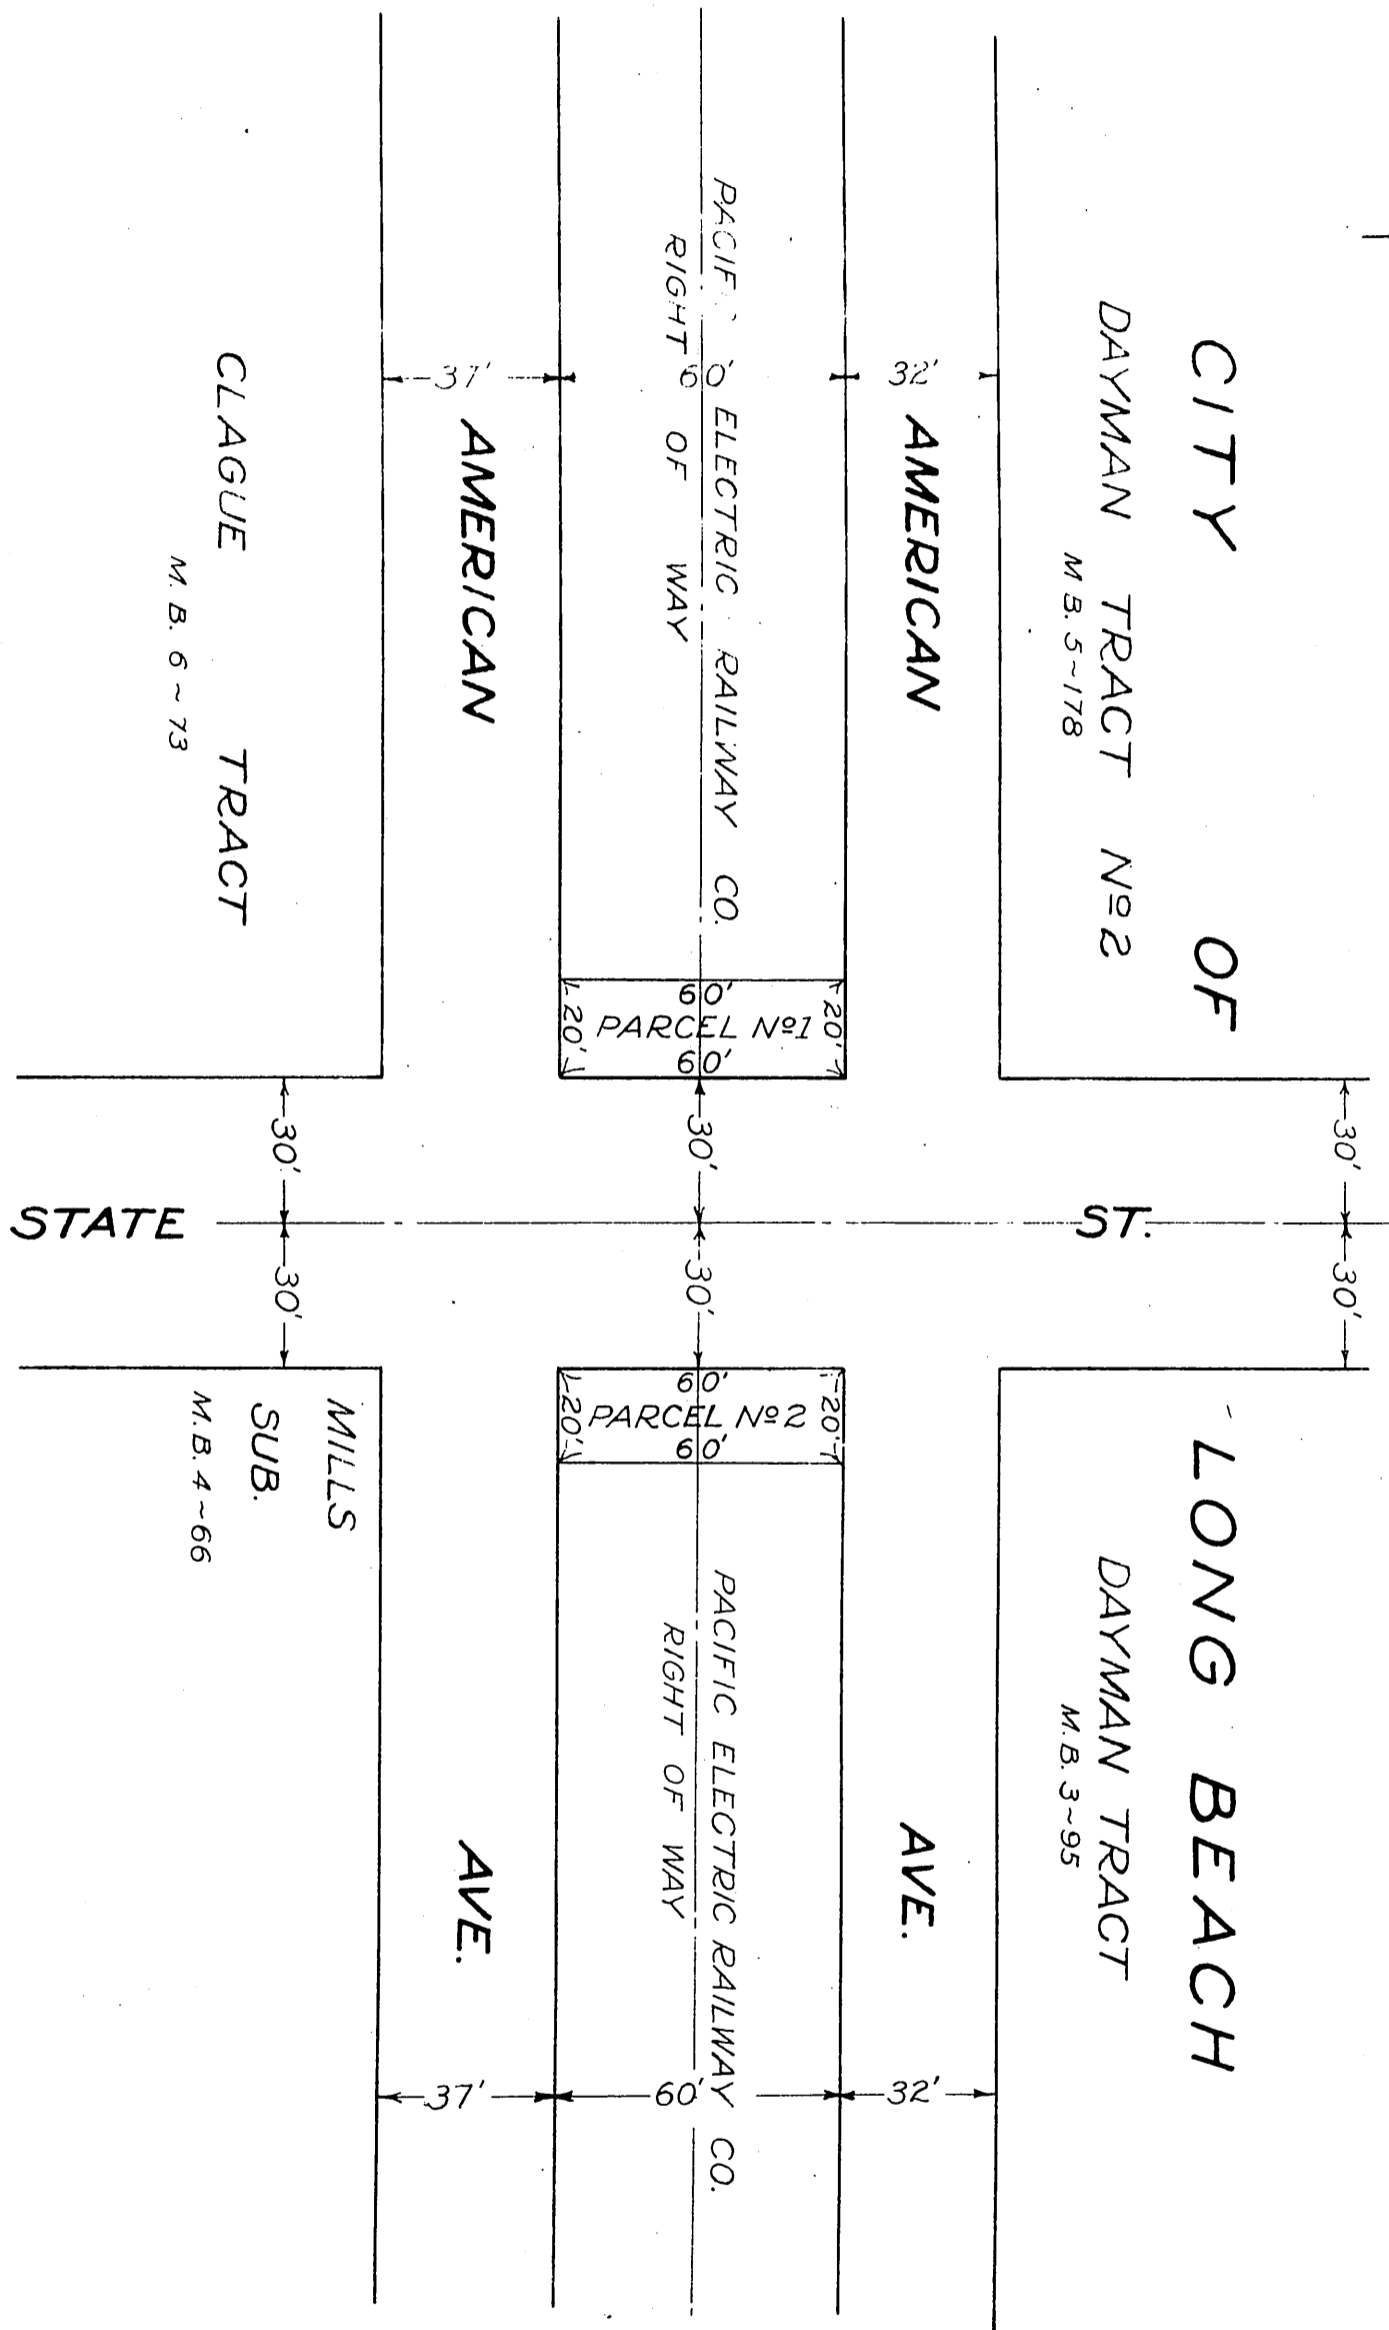 CITY OF LONG BEACH
DAYMAN TRACT Nº 2
M B. 5~178
DAYMAN TRACT
M.B. 3~95
AMERICAN AVE.
32'
32'
PACIF ELECTRIC RAILWAY CO.
RIGHT OF WAY
60'
PACIFIC ELECTRIC RAILWAY CO.
RIGHT OF WAY
60'
60'
20' PARCEL Nº1 20'
60'
30'
30'
30'
30'
30'
30'
STATE ST.
60'
20' PARCEL Nº2 20'
60'
AMERICAN AVE.
37'
37'
CLAGUE TRACT
M. B. 6~73
MILLS
SUB.
M.B. 4~66